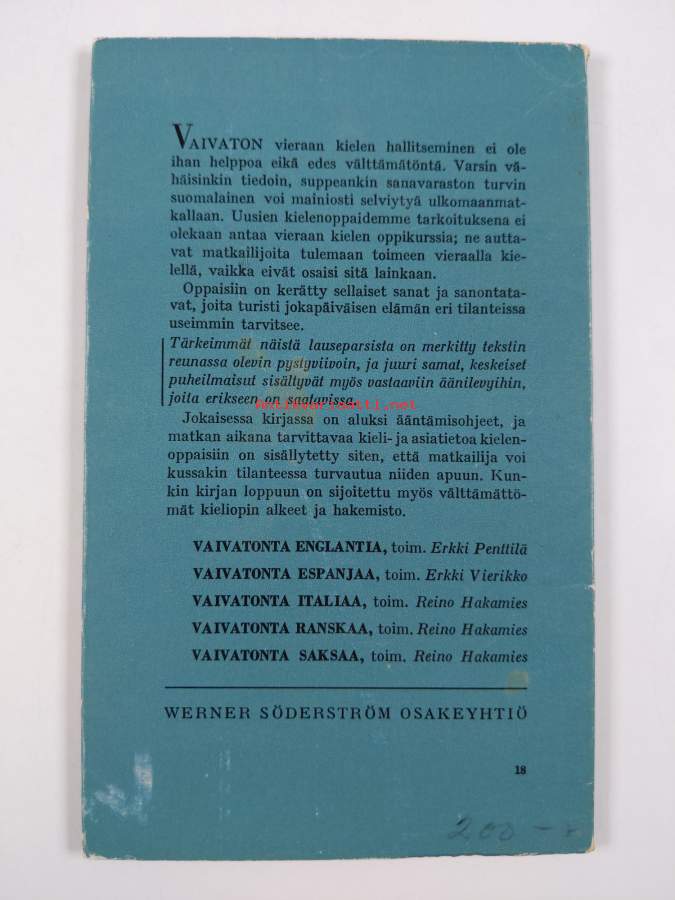 VAIVATON vieraan kielen hallitseminen ei ole
ihan helppoa eikä edes välttämätöntä. Varsin vä-
häisinkin tiedoin, suppeankin sanavaraston turvin
suomalainen voi mainiosti selviytyä ulkomaanmat-
kallaan. Uusien kielenoppaidemme tarkoituksena ei
olekaan antaa vieraan kielen oppikurssia; ne autta-
vat matkailijoita tulemaan toimeen vieraalla kie-
lellä, vaikka eivät osaisi sitä lainkaan.
Oppaisiin on kerätty sellaiset sanat ja sanontata-
vat, joita turisti jokapäiväisen elämän eri tilanteissa
useimmin tarvitsee.
Tärkeimmät näistä lauseparsista on merkitty tekstin
reunassa olevin pystyviivoin, ja juuri samat, keskeiset
puheilmaisut sisältyvät myös vastaaviin äänilevyihin,
joita erikseen on saatavissa.
antikvariaatti.net
Jokaisessa kirjassa on aluksi ääntämisohjeet, ja
matkan aikana tarvittavaa kieli- ja asiatietoa kielen-
oppaisiin on sisällytetty siten, että matkailija voi
kussakin tilanteessa turvautua niiden apuun. Kun-
kin kirjan loppuun on sijoitettu myös välttämättö-
mät kieliopin alkeet ja hakemisto.
VAIVATONTA ENGLANTIA, toim. Erkki Penttilä
VAIVATONTA ESPANJAA, toim. Erkki Vierikko
VAIVATONTA ITALIAA, toim. Reino Hakamies
VAIVATONTA RANSKAA, toim. Reino Hakamies
VAIVATONTA SAKSAA, toim. Reino Hakamies
WERNER SÖDERSTRÖM OSAKEYHTIÖ
18
200